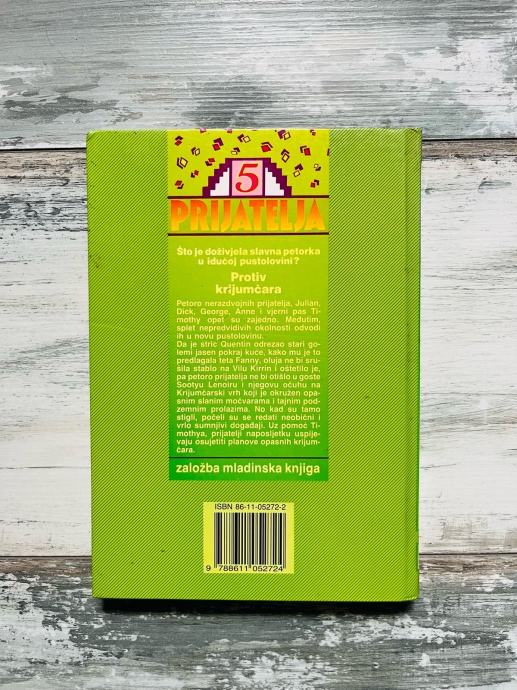 5
PRIJATELJA
Što je doživjela slavna petorka
u idućoj pustolovini?
Protiv
krijumčara
Petoro nerazdvojnih prijatelja, Julian,
Dick, George, Anne i vjerni pas Ti-
mothy opet su zajedno. Međutim,
splet nepredvidivih okolnosti odvodi
ih u novu pustolovinu.
Da je stric Quentin odrezao stari go-
lemi jasen pokraj kuće, kako mu je to
predlagala teta Fanny, oluja ne bi sru-
šila stablo na Vilu Kirrin i oštetilo je,
pa petoro prijatelja ne bi otišlo u goste
Sootyu Lenoiru i njegovu očuhu na
Krijumčarski vrh koji je okružen opa-
snim slanim močvarama i tajnim pod-
zemnim prolazima. No kad su tamo
stigli, počeli su se redati neobični i
vrlo sumnjivi događaji. Uz pomoć Ti-
mothya, prijatelji naposljetku uspije-
vaju osujetiti planove opasnih krijum-
čara.
založba mladinska knjiga
ISBN 86-11-05272-2
9 788611 052724